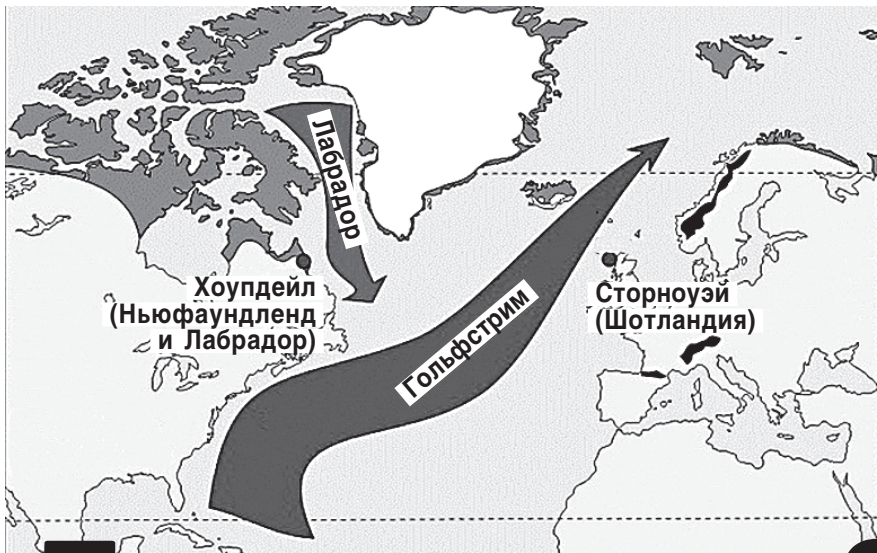 Лабрадор
Хоупдейл
(Ньюфаундленд
и Лабрадор)
Сторноуэй
(Шотландия)
Гольфстрим